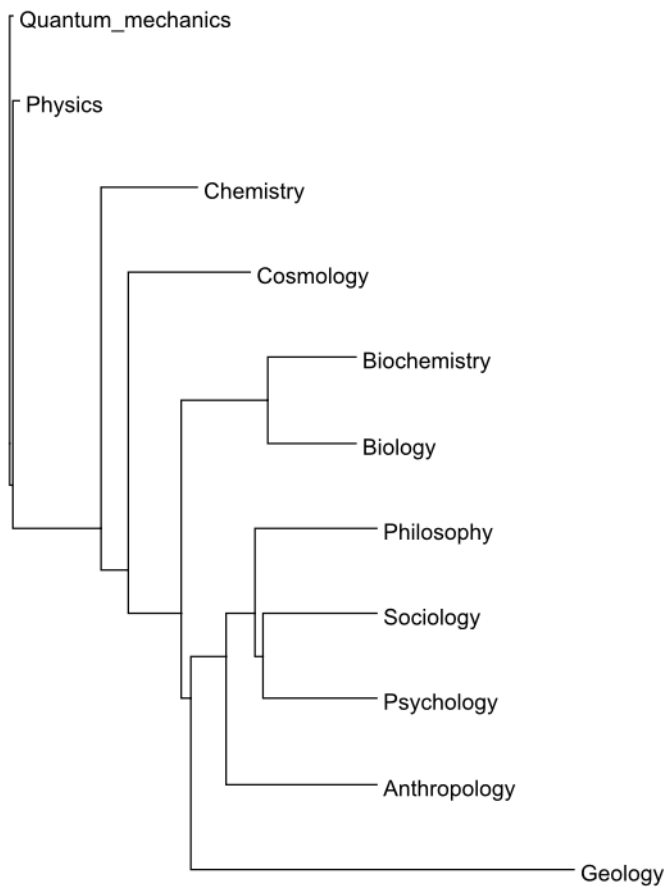 Quantum_mechanics
Physics
Chemistry
Cosmology
Biochemistry
Biology
Philosophy
Sociology
Psychology
Anthropology
Geology